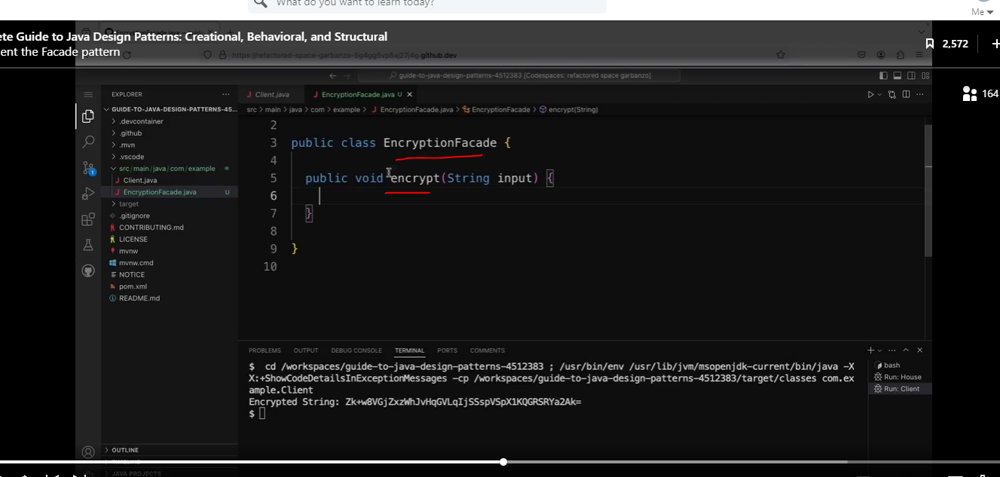 What do you want to learn today?
Me
ete Guide to Java Design Patterns: Creational, Behavioral, and Structural
ent the Facade pattern
2,572
https://refactored-space-garbanzo-5g4gg5vp5xj27j4g.github.dev
guide-to-java-design-patterns-4512383 [Codespaces: refactored space garbanzo]
164
EXPLORER
Client.java
EncryptionFacade.java U
GUIDE-TO-JAVA-DESIGN-PATTERNS-45...
src > main > java > com > example > EncryptionFacade.java > EncryptionFacade > encrypt(String)
.devcontainer
.github
.mvn
.vscode
src/main/java/com/example
Client.java
EncryptionFacade.java U
target
.gitignore
CONTRIBUTING.md
LICENSE
mvnw
mvnw.cmd
NOTICE
pom.xml
README.md
2
3 public class EncryptionFacade {
4
5 public void encrypt(String input) {
6
7 }
8
9 }
10
1
PROBLEMS OUTPUT DEBUG CONSOLE TERMINAL PORTS COMMENTS
$ cd /workspaces/guide-to-java-design-patterns-4512383 ; /usr/bin/env /usr/lib/jvm/msopenjdk-current/bin/java -X
X:+ShowCodeDetailsInExceptionMessages -cp /workspaces/guide-to-java-design-patterns-4512383/target/classes com.ex
ample.Client
Encrypted String: Zk+w8VGjZxzWhJvHqGVLqIjSSspVSpX1KQGRSRYa2Ak=
$
bash
Run: House
Run: Client
OUTLINE
TIMELINE
JAVA PROJECTS